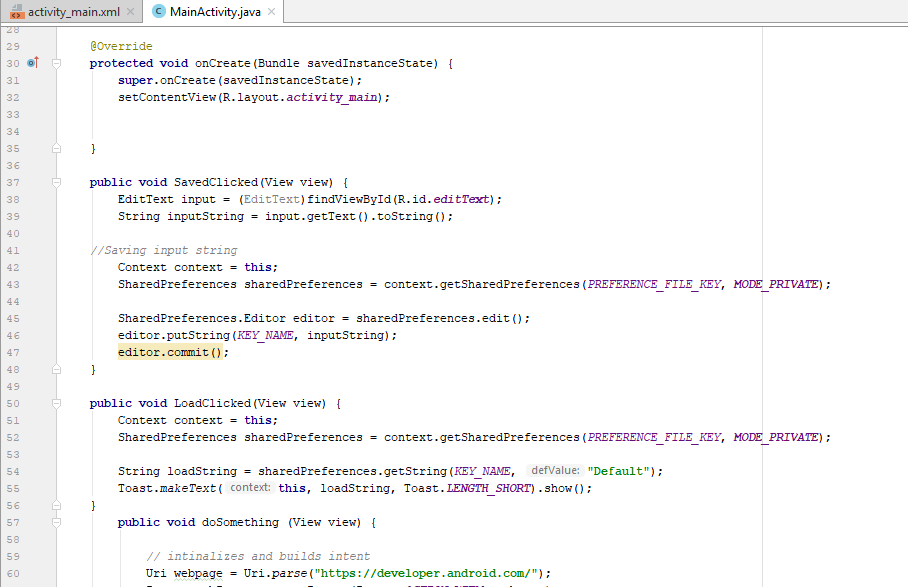 activity_main.xml MainActivity.java
28
29 @Override
30 protected void onCreate(Bundle savedInstanceState) {
31 super.onCreate(savedInstanceState);
32 setContentView(R.layout.activity_main);
33
34
35 }
36
37 public void SavedClicked(View view) {
38 EditText input = (EditText)findViewById(R.id.editText);
39 String inputString = input.getText().toString();
40
41 //Saving input string
42 Context context = this;
43 SharedPreferences sharedPreferences = context.getSharedPreferences(PREFERENCE_FILE_KEY, MODE_PRIVATE);
44
45 SharedPreferences.Editor editor = sharedPreferences.edit();
46 editor.putString(KEY_NAME, inputString);
47 editor.commit();
48 }
49
50 public void LoadClicked(View view) {
51 Context context = this;
52 SharedPreferences sharedPreferences = context.getSharedPreferences(PREFERENCE_FILE_KEY, MODE_PRIVATE);
53
54 String loadString = sharedPreferences.getString(KEY_NAME, defValue: "Default");
55 Toast.makeText( context: this, loadString, Toast.LENGTH_SHORT).show();
56 }
57 public void doSomething (View view) {
58
59 // intinalizes and builds intent
60 Uri webpage = Uri.parse("https://developer.android.com/");